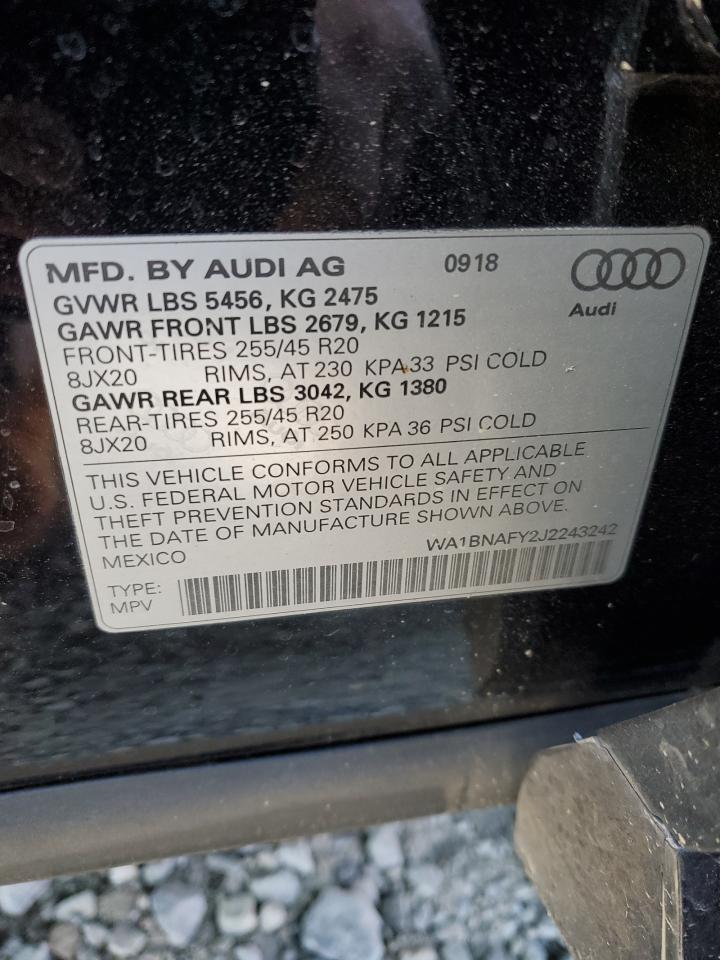 MFD. BY AUDI AG 0918
Audi
GVWR LBS 5456, KG 2475
GAWR FRONT LBS 2679, KG 1215
FRONT-TIRES 255/45 R20
8JX20 RIMS, AT 230 KPA 33 PSI COLD
GAWR REAR LBS 3042, KG 1380
REAR-TIRES 255/45 R20
8JX20 RIMS, AT 250 KPA 36 PSI COLD
THIS VEHICLE CONFORMS TO ALL APPLICABLE
U.S. FEDERAL MOTOR VEHICLE SAFETY AND
THEFT PREVENTION STANDARDS IN EFFECT ON
THE DATE OF MANUFACTURE SHOWN ABOVE.
MEXICO WA1BNAFY2J2243242
TYPE:
MPV